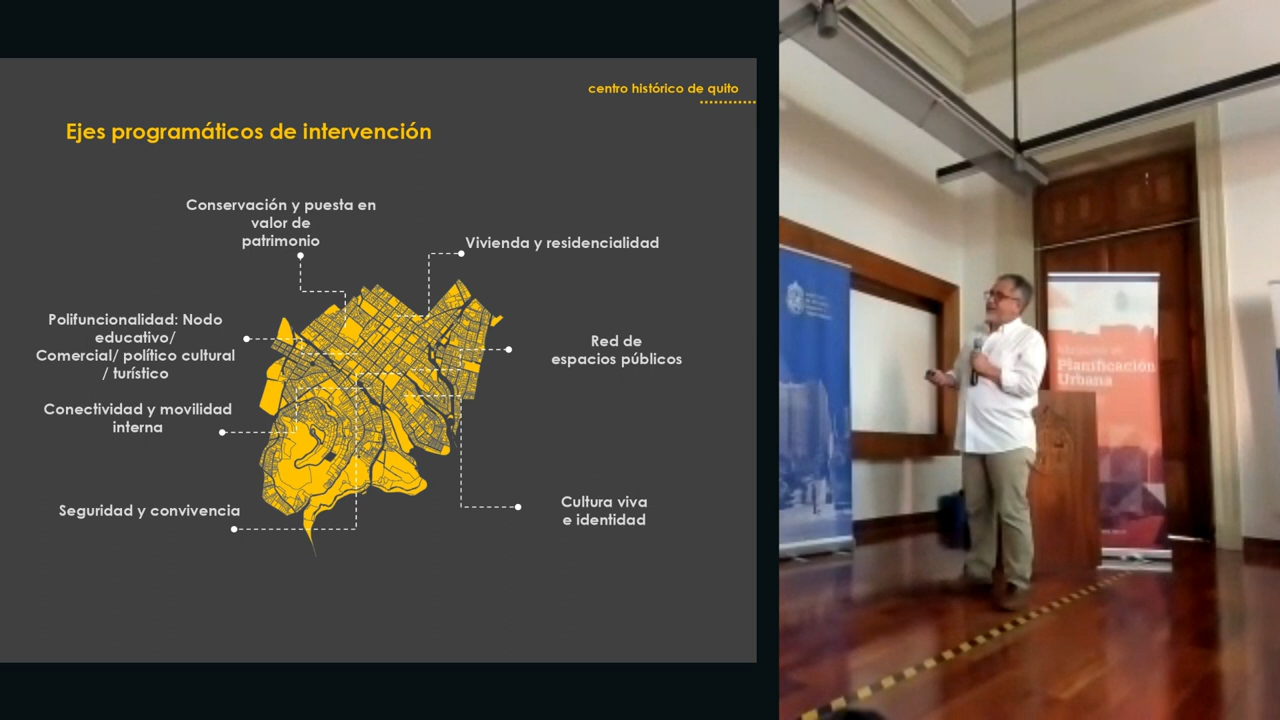 centro histórico de quito
Ejes programáticos de intervención
Conservación y puesta en
valor de
patrimonio
Vivienda y residencialidad
Polifuncionalidad: Nodo
educativo/
Comercial/ político cultural
/ turístico
Red de
espacios públicos
Conectividad y movilidad
interna
Seguridad y convivencia
Cultura viva
e identidad
Planificación
Urbana